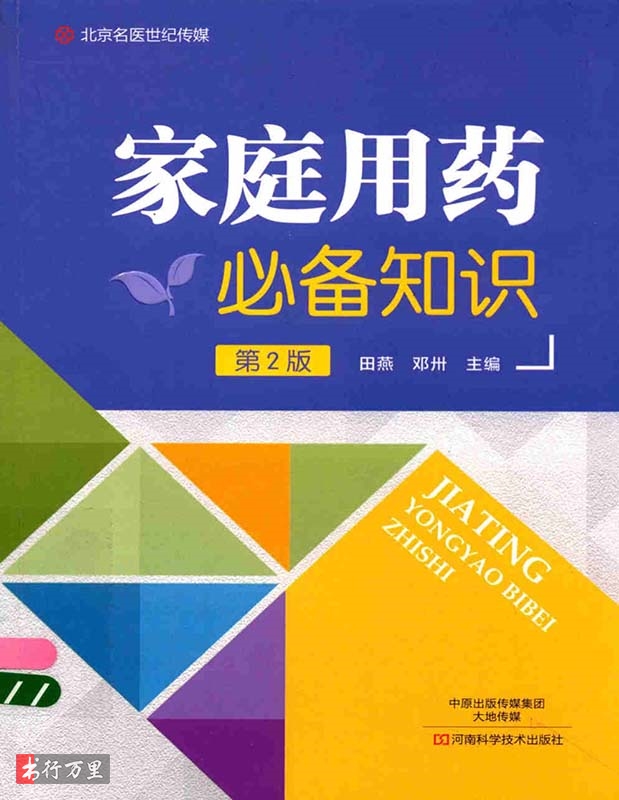 北京名医世纪传媒
家庭用药
必备知识
第2版
田燕 邓卅 主编
JIATING
YONGYAO BIBEI
ZHISHI
中原出版传媒集团
大地传媒
河南科学技术出版社
书行万里